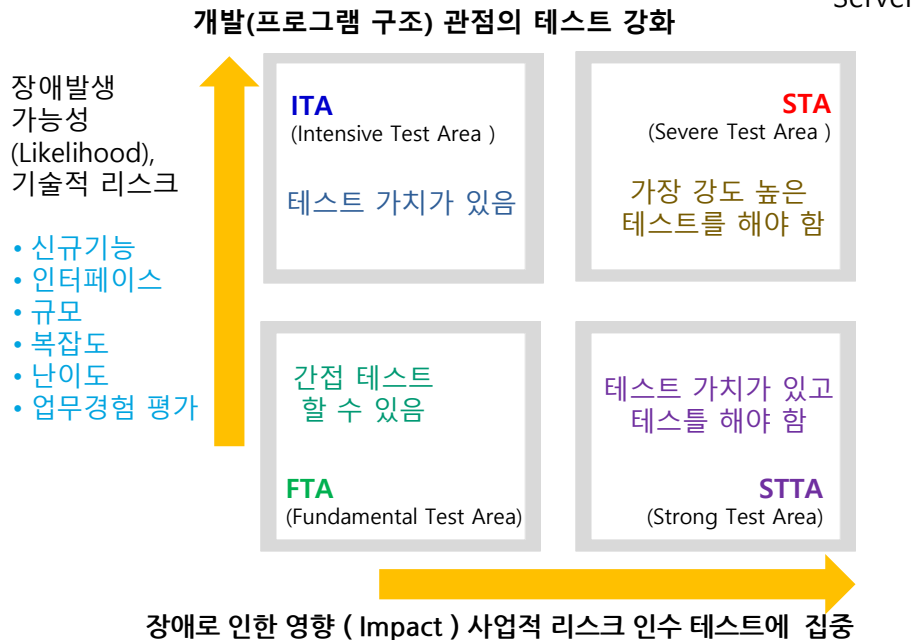 Server
개발(프로그램 구조) 관점의 테스트 강화
장애발생
가능성
(Likelihood),
기술적 리스크
• 신규기능
• 인터페이스
• 규모
• 복잡도
• 난이도
• 업무경험 평가
ITA
(Intensive Test Area )
테스트 가치가 있음
STA
(Severe Test Area )
가장 강도 높은
테스트를 해야 함
간접 테스트
할 수 있음
FTA
(Fundamental Test Area)
테스트 가치가 있고
테스틀 해야 함
STTA
(Strong Test Area)
장애로 인한 영향 ( Impact ) 사업적 리스크 인수 테스트에 집중